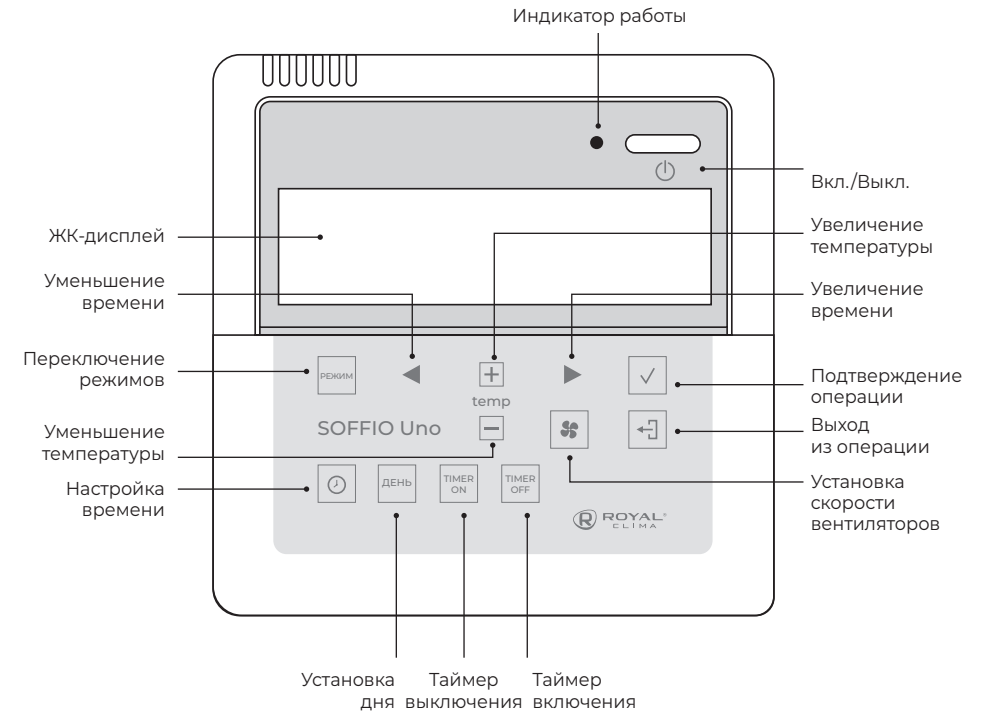 Индикатор работы
Вкл./Выкл.
ЖК-дисплей
Увеличение
температуры
Уменьшение
времени
Увеличение
времени
Переключение
режимов
РЕЖИМ
temp
Подтверждение
операции
SOFFIO Uno
Уменьшение
температуры
Выход
из операции
Настройка
времени
ДЕНЬ
TIMER
ON
TIMER
OFF
Установка
скорости
вентиляторов
R ROYAL®
CLIMA
Установка
дня
Таймер
выключения
Таймер
включения